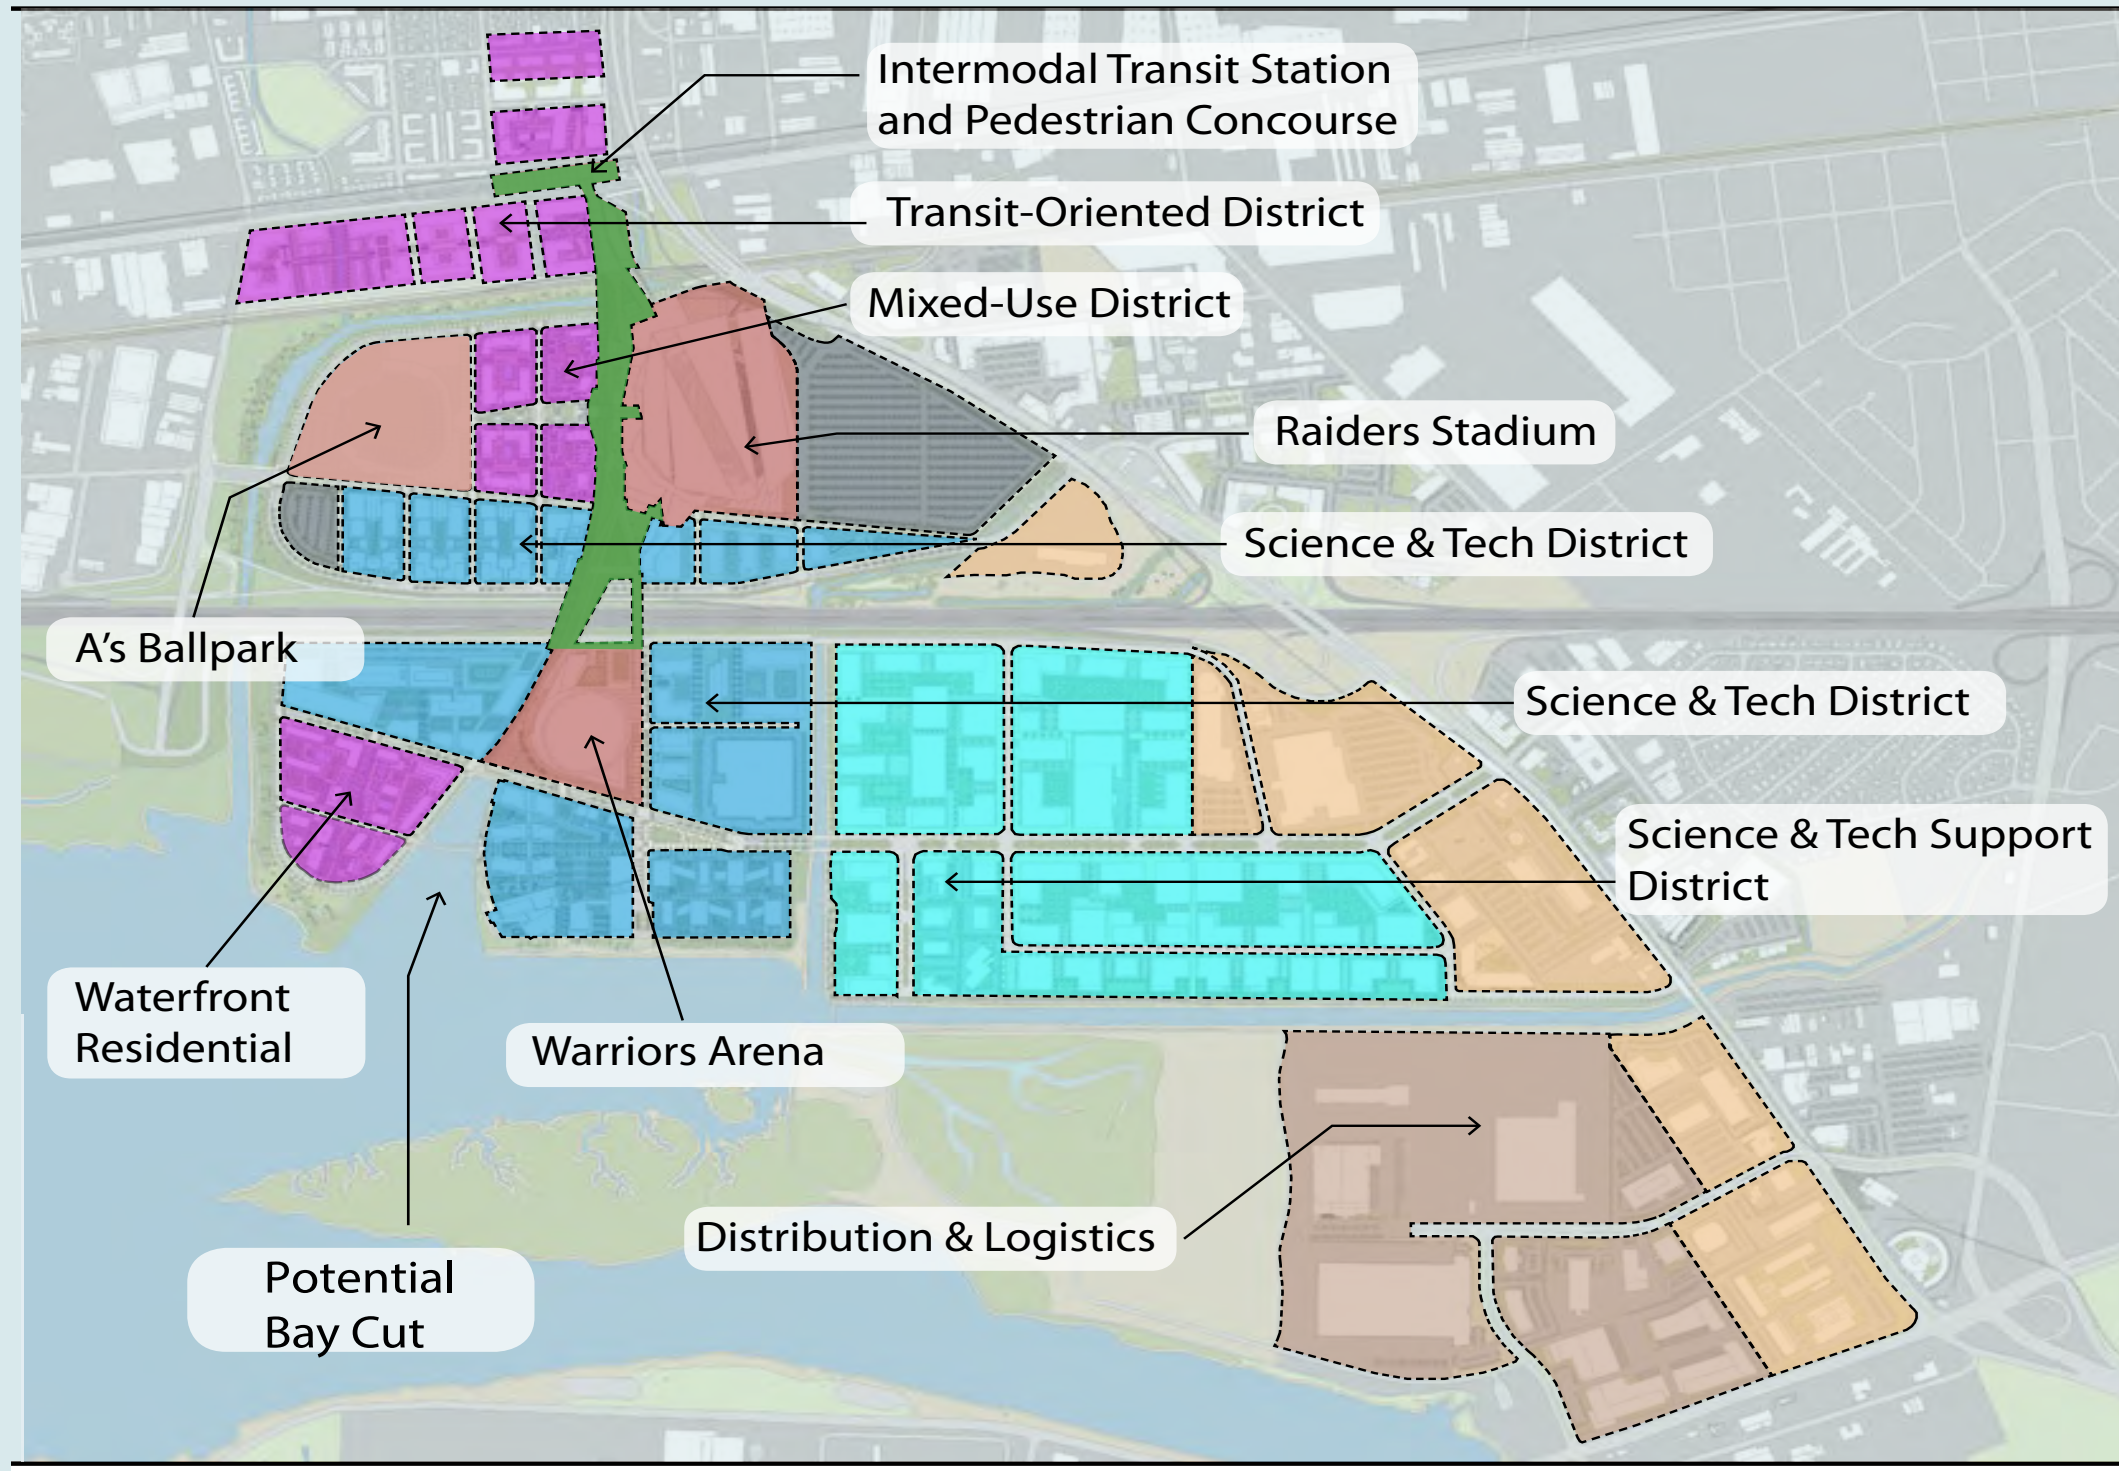 Intermodal Transit Station
and Pedestrian Concourse
Transit-Oriented District
Mixed-Use District
Raiders Stadium
Science & Tech District
A's Ballpark
Science & Tech District
Science & Tech Support
District
Waterfront
Residential
Warriors Arena
Distribution & Logistics
Potential
Bay Cut